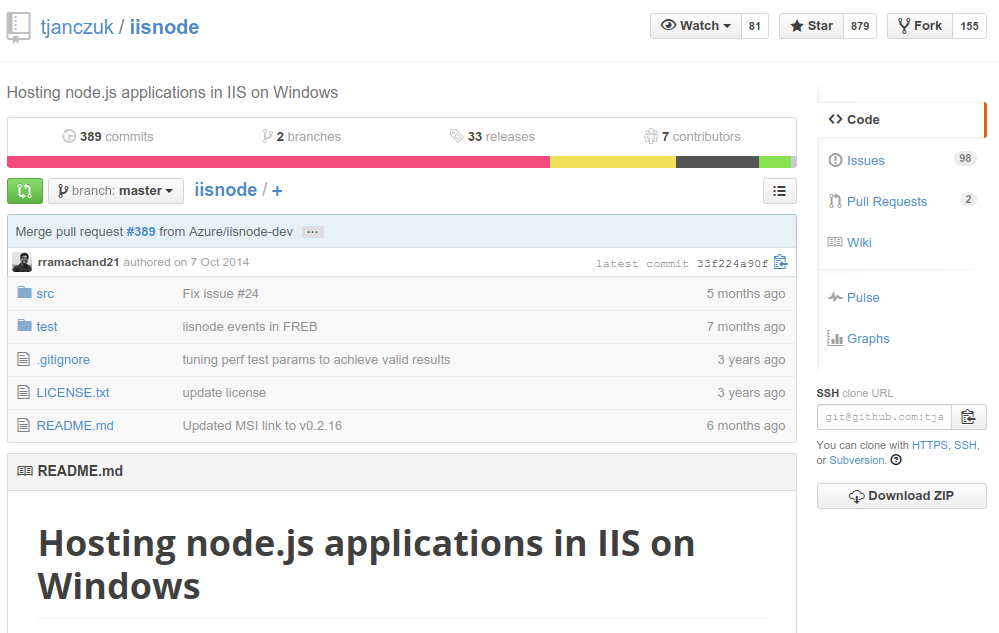 tjanczuk / iisnode
Watch 81 Star 879 Fork 155
Hosting node.js applications in IIS on Windows
389 commits 2 branches 33 releases 7 contributors
branch: master iisnode / +
Merge pull request #389 from Azure/iisnode-dev ...
rramachand21 authored on 7 Oct 2014 latest commit 33f224a90f
src Fix issue #24 5 months ago
test iisnode events in FREB 7 months ago
.gitignore tuning perf test params to achieve valid results 3 years ago
LICENSE.txt update license 3 years ago
README.md Updated MSI link to v0.2.16 6 months ago
README.md
Hosting node.js applications in IIS on
Windows
Code
Issues 98
Pull Requests 2
Wiki
Pulse
Graphs
SSH clone URL
git@github.com:tja
You can clone with HTTPS, SSH,
or Subversion.
Download ZIP